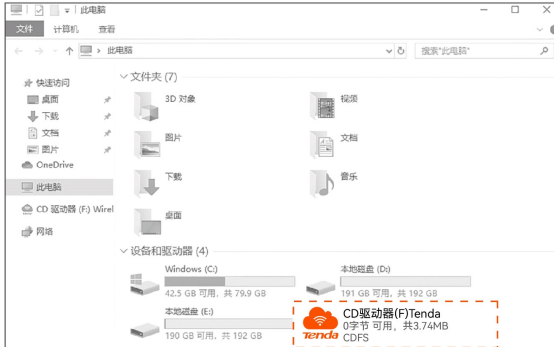 此电脑
文件 计算机 查看
此电脑
搜索"此电脑"
快速访问
桌面
下载
文档
图片
OneDrive
此电脑
CD 驱动器 (F:) Wirel
网络
文件夹 (7)
3D 对象
视频
图片
文档
下载
音乐
桌面
设备和驱动器 (4)
Windows (C:)
42.5 GB 可用, 共 79.9 GB
本地磁盘 (D:)
191 GB 可用, 共 192 GB
本地磁盘 (E:)
190 GB 可用, 共 192 GB
Tenda
CD驱动器(F)Tenda
0字节 可用，共3.74MB
CDFS